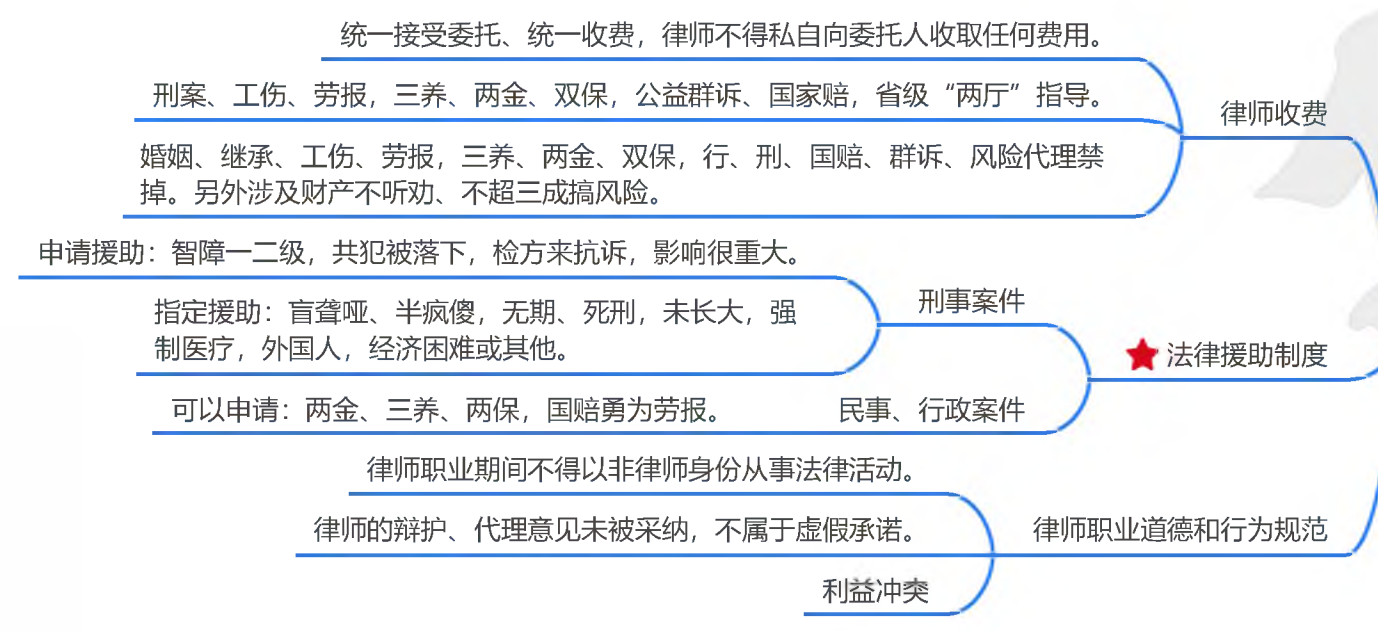 统一接受委托、统一收费，律师不得私自向委托人收取任何费用。
刑案、工伤、劳报，三养、两金、双保，公益群诉、国家赔，省级“两厅”指导。
律师收费
婚姻、继承、工伤、劳报，三养、两金、双保，行、刑、国赔、群诉、风险代理禁
掉。另外涉及财产不听劝、不超三成搞风险。
申请援助：智障一二级，共犯被落下，检方来抗诉，影响很重大。
刑事案件
指定援助：盲聋哑、半疯傻，无期、死刑，未长大，强
制医疗，外国人，经济困难或其他。
法律援助制度
可以申请：两金、三养、两保，国赔勇为劳报。
民事、行政案件
律师职业期间不得以非律师身份从事法律活动。
律师的辩护、代理意见未被采纳，不属于虚假承诺。
律师职业道德和行为规范
利益冲突